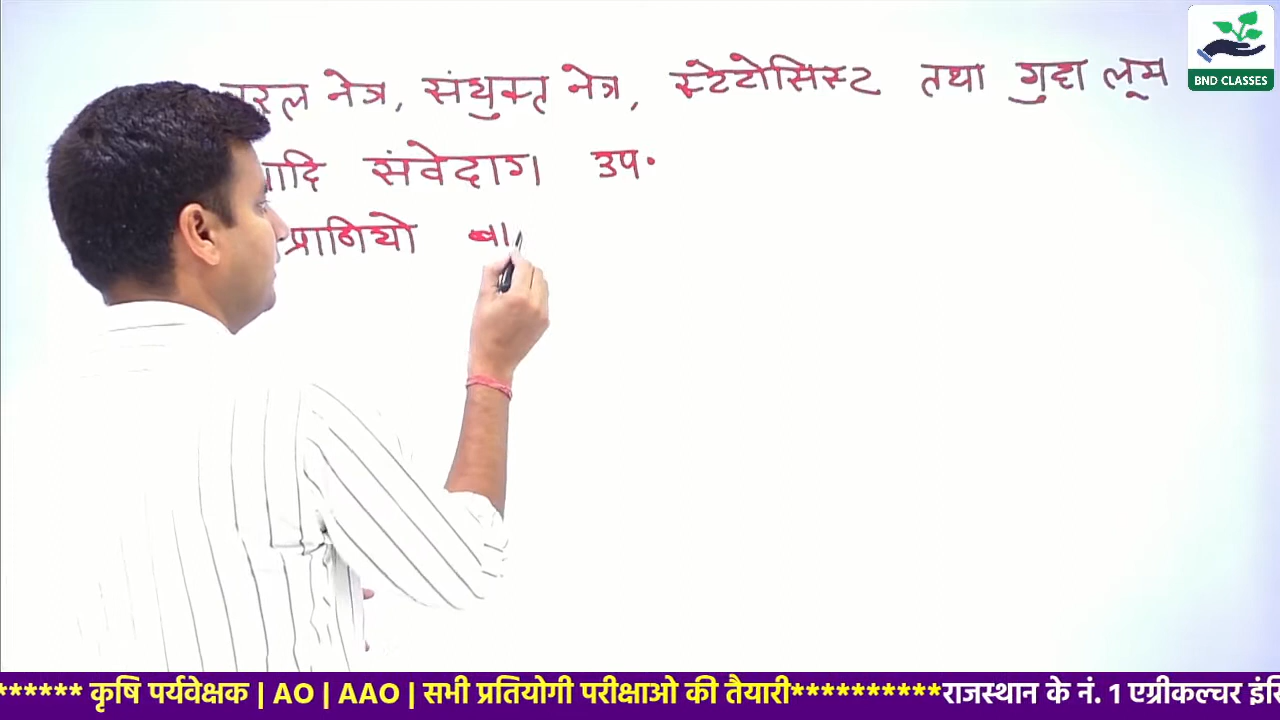 BND CLASSES
सरल नेत्र, संयुक्त नेत्र, स्टेटोसिस्ट तथा गुदा लूम
आदि संवेदाग उप.
प्रानियो बा
****** कृषि पर्यवेक्षक | AO | AAO | सभी प्रतियोगी परीक्षाओ की तैयारी**********राजस्थान के नं. 1 एग्रीकल्चर इंसि